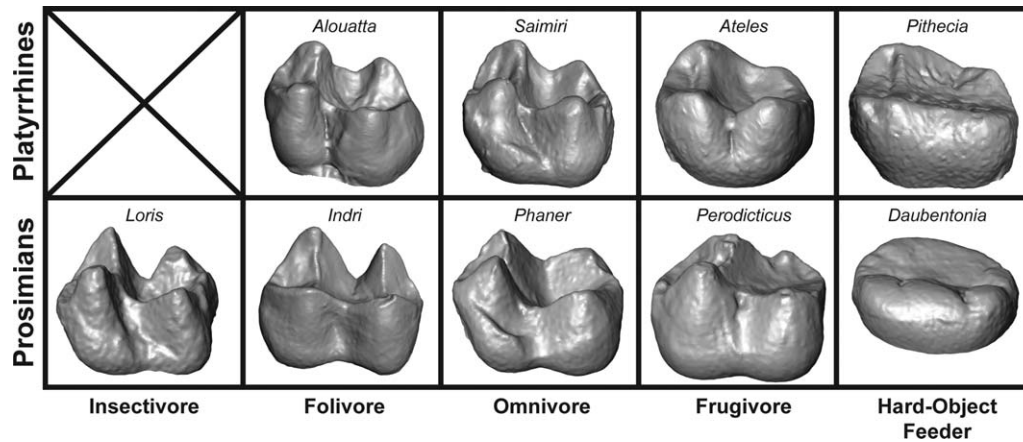 Platyrrhines
Alouatta
Saimiri
Ateles
Pithecia
Prosimians
Loris
Indri
Phaner
Perodicticus
Daubentonia
Insectivore
Folivore
Omnivore
Frugivore
Hard-Object
Feeder